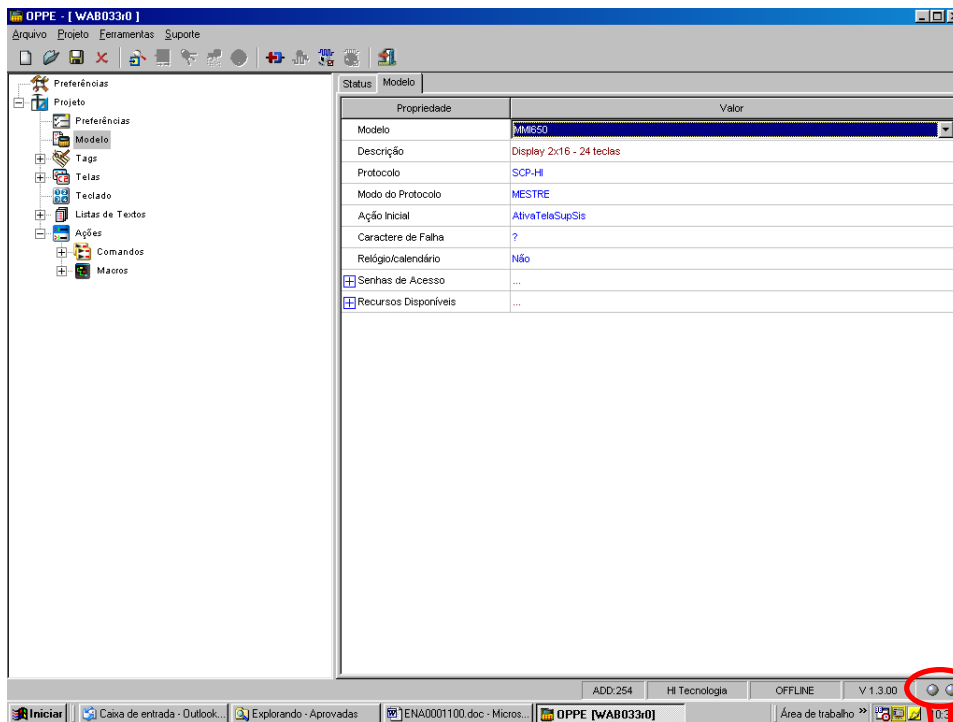 OPPE - [ WAB033r0 ]
Arquivo Projeto Ferramentas Suporte
Preferências
Projeto
Preferências
Modelo
Tags
Telas
Teclado
Listas de Textos
Ações
Comandos
Macros
Status Modelo
Propriedade Valor
Modelo MMI650
Descrição Display 2x16 - 24 teclas
Protocolo SCP-HI
Modo do Protocolo MESTRE
Ação Inicial AtivaTelaSupSis
Caractere de Falha ?
Relógio/calendário Não
Senhas de Acesso ...
Recursos Disponíveis ...
ADD:254 HI Tecnologia OFFLINE V 1.3.00
Iniciar Caixa de entrada - Outlook... Explorando - Aprovadas ENA0001100.doc - Micros... OPPE [WAB033r0] Área de trabalho »